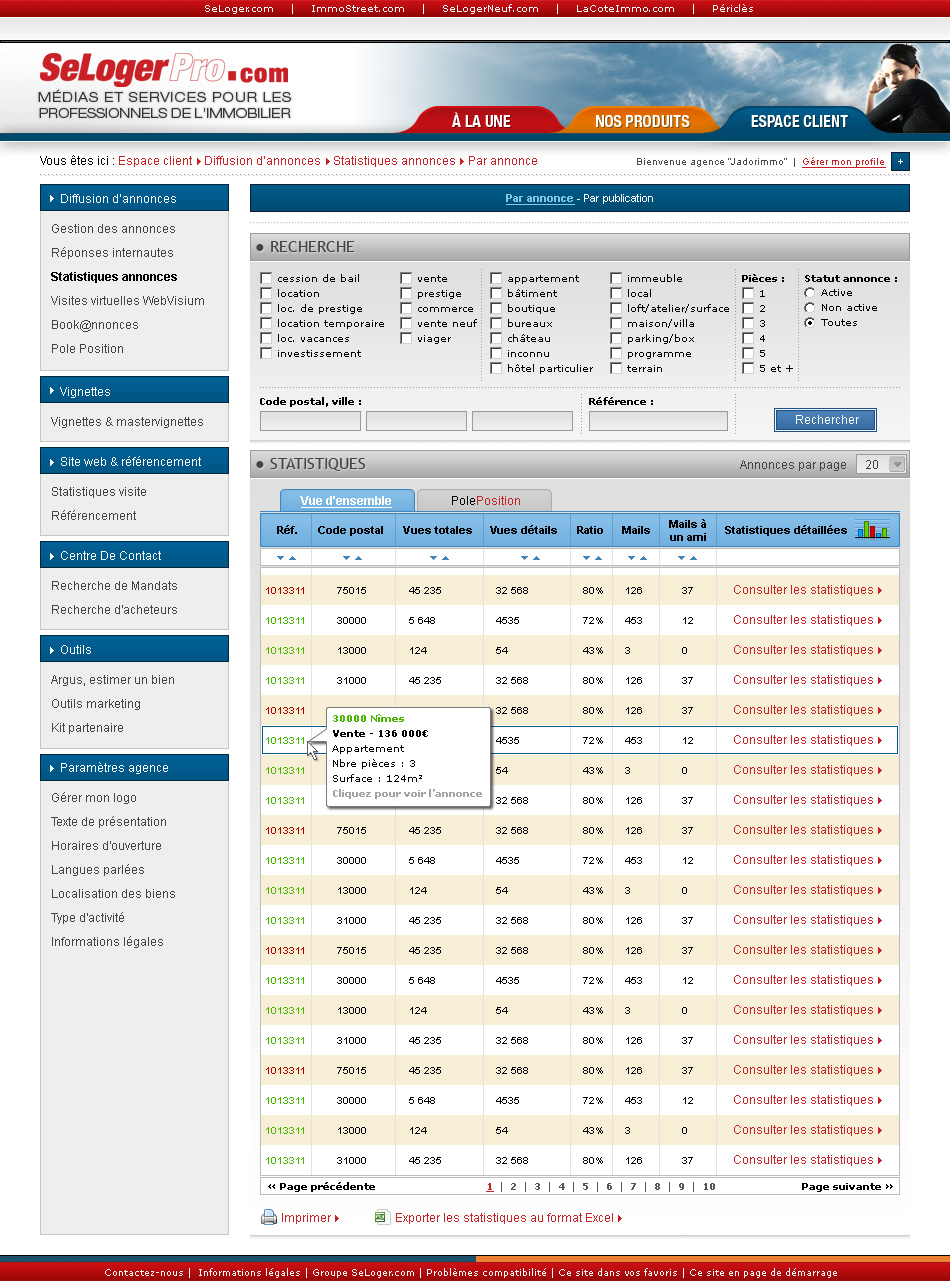 SeLoger.com | ImmoStreet.com | SeLogerNeuf.com | LaCoteImmo.com | Périclès
SeLogerPro.com
MÉDIAS ET SERVICES POUR LES
PROFESSIONNELS DE L'IMMOBILIER
À LA UNE
NOS PRODUITS
ESPACE CLIENT
Vous êtes ici : Espace client Diffusion d'annonces Statistiques annonces Par annonce
Bienvenue agence "Jadorimmo" | Gérer mon profile +
Diffusion d'annonces
Gestion des annonces
Réponses internautes
Statistiques annonces
Visites virtuelles WebVisium
Book@nnonces
Pole Position
Vignettes
Vignettes & mastervignettes
Site web & référencement
Statistiques visite
Référencement
Centre De Contact
Recherche de Mandats
Recherche d'acheteurs
Outils
Argus, estimer un bien
Outils marketing
Kit partenaire
Paramètres agence
Gérer mon logo
Texte de présentation
Horaires d'ouverture
Langues parlées
Localisation des biens
Type d'activité
Informations légales
Par annonce - Par publication
RECHERCHE
cession de bail
location
loc. de prestige
location temporaire
loc. vacances
investissement
vente
prestige
commerce
vente neuf
viager
appartement
bâtiment
boutique
bureaux
château
inconnu
hôtel particulier
immeuble
local
loft/atelier/surface
maison/villa
parking/box
programme
terrain
Pièces :
1
2
3
4
5
5 et +
Statut annonce :
Active
Non active
Toutes
Code postal, ville :
Référence :
Rechercher
STATISTIQUES
Annonces par page 20
Vue d'ensemble
PolePosition
Réf. Code postal Vues totales Vues détails Ratio Mails Mails à un ami Statistiques détaillées
1013311 75015 45 235 32 568 80% 126 37 Consulter les statistiques
1013311 30000 5 648 4535 72% 453 12 Consulter les statistiques
1013311 13000 124 54 43% 3 0 Consulter les statistiques
1013311 31000 45 235 32 568 80% 126 37 Consulter les statistiques
1013311 32 568 80% 126 37 Consulter les statistiques
1013311 4535 72% 453 12 Consulter les statistiques
1013311 54 43% 3 0 Consulter les statistiques
1013311 32 568 80% 126 37 Consulter les statistiques
30000 Nîmes
Vente - 136 000€
Appartement
Nbre pièces : 3
Surface : 124m²
Cliquez pour voir l'annonce
1013311 75015 45 235 32 568 80% 126 37 Consulter les statistiques
1013311 30000 5 648 4535 72% 453 12 Consulter les statistiques
1013311 13000 124 54 43% 3 0 Consulter les statistiques
1013311 31000 45 235 32 568 80% 126 37 Consulter les statistiques
1013311 75015 45 235 32 568 80% 126 37 Consulter les statistiques
1013311 30000 5 648 4535 72% 453 12 Consulter les statistiques
1013311 13000 124 54 43% 3 0 Consulter les statistiques
1013311 31000 45 235 32 568 80% 126 37 Consulter les statistiques
1013311 75015 45 235 32 568 80% 126 37 Consulter les statistiques
1013311 30000 5 648 4535 72% 453 12 Consulter les statistiques
1013311 13000 124 54 43% 3 0 Consulter les statistiques
1013311 31000 45 235 32 568 80% 126 37 Consulter les statistiques
‹‹ Page précédente 1 | 2 | 3 | 4 | 5 | 6 | 7 | 8 | 9 | 10 Page suivante ››
Imprimer
Exporter les statistiques au format Excel
Contactez-nous | Informations légales | Groupe SeLoger.com | Problèmes compatibilité | Ce site dans vos favoris | Ce site en page de démarrage